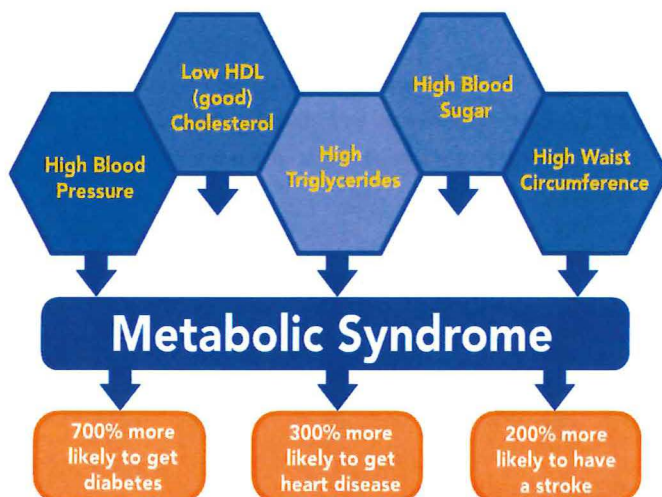 High Blood
Pressure
Low HDL
(good)
Cholesterol
High
Triglycerides
High Blood
Sugar
High Waist
Circumference
Metabolic Syndrome
700% more
likely to get
diabetes
300% more
likely to get
heart disease
200% more
likely to have
a stroke